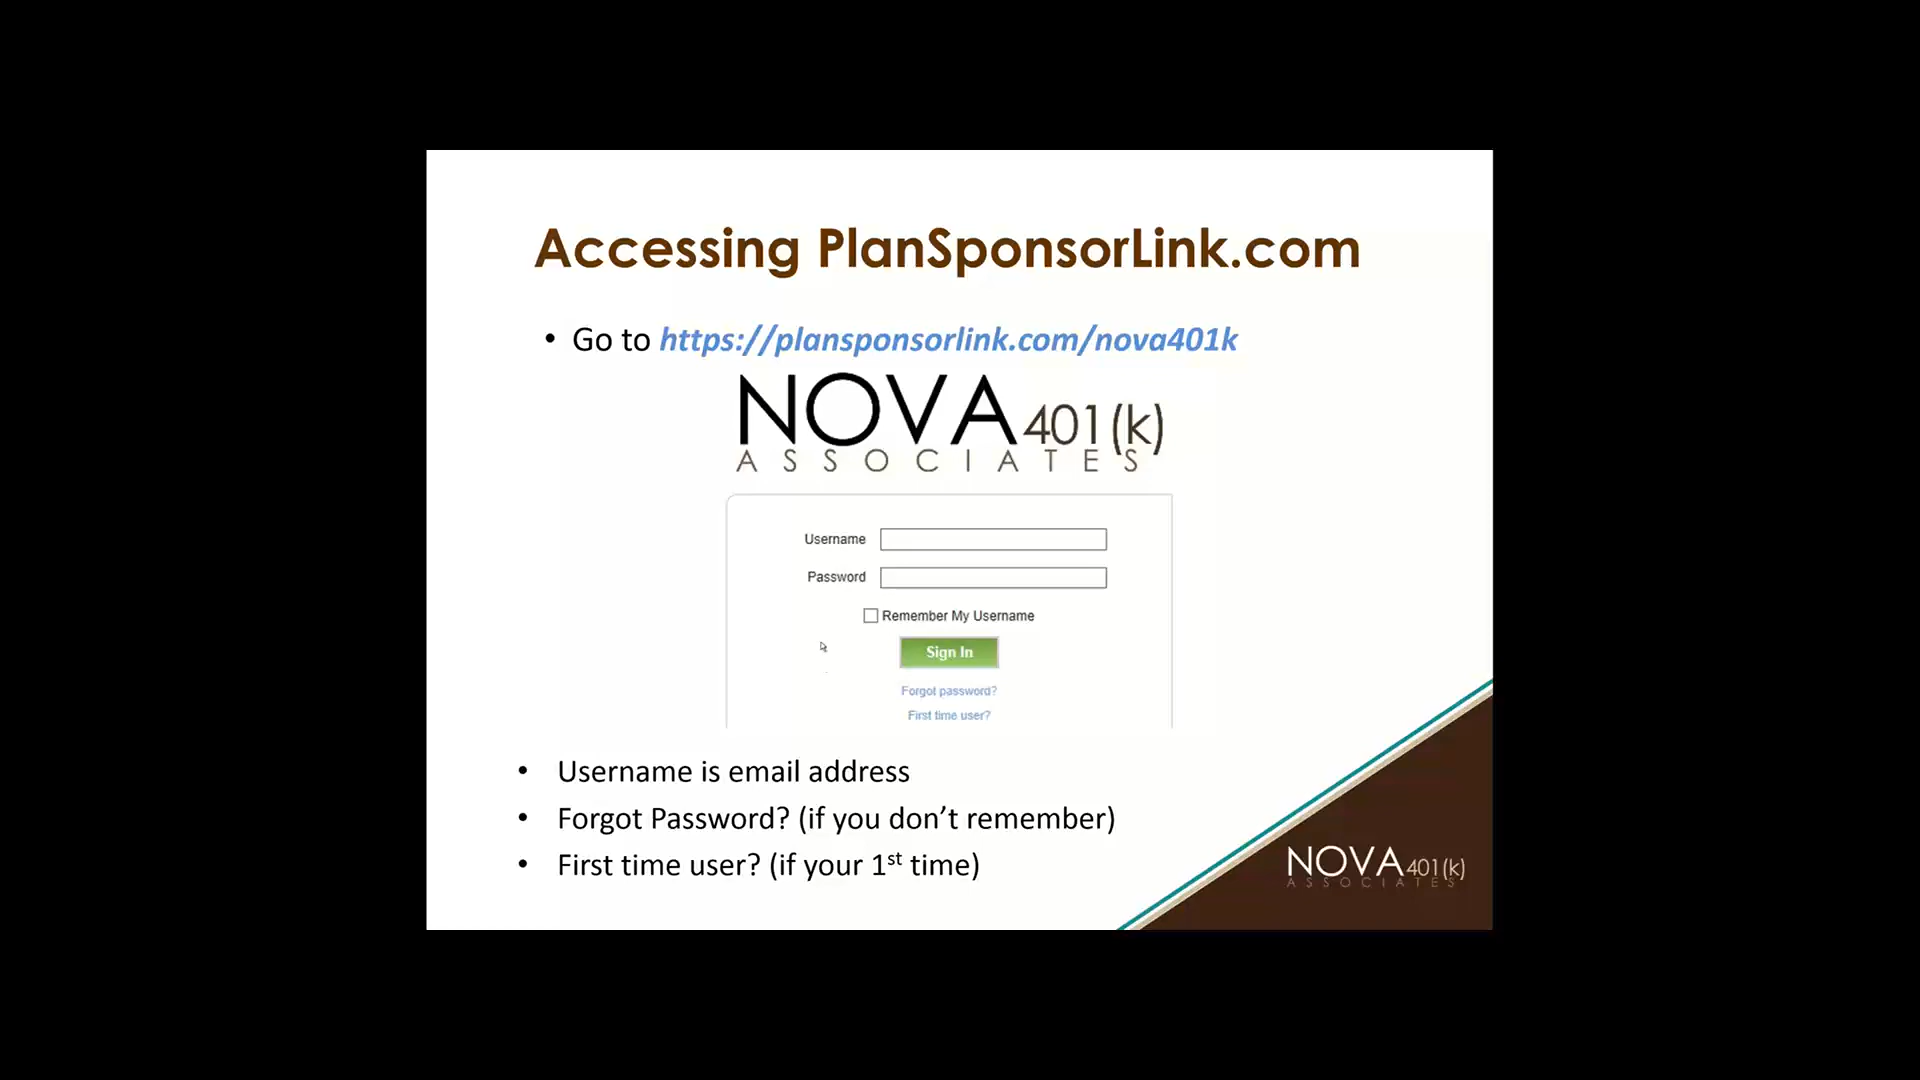 Accessing PlanSponsorLink.com
• Go to https://plansponsorlink.com/nova401k
NOVA 401(k)
ASSOCIATES
Username
Password
Remember My Username
Sign In
Forgot password?
First time user?
• Username is email address
• Forgot Password? (if you don’t remember)
• First time user? (if your 1st time)
NOVA 401(k)
ASSOCIATES